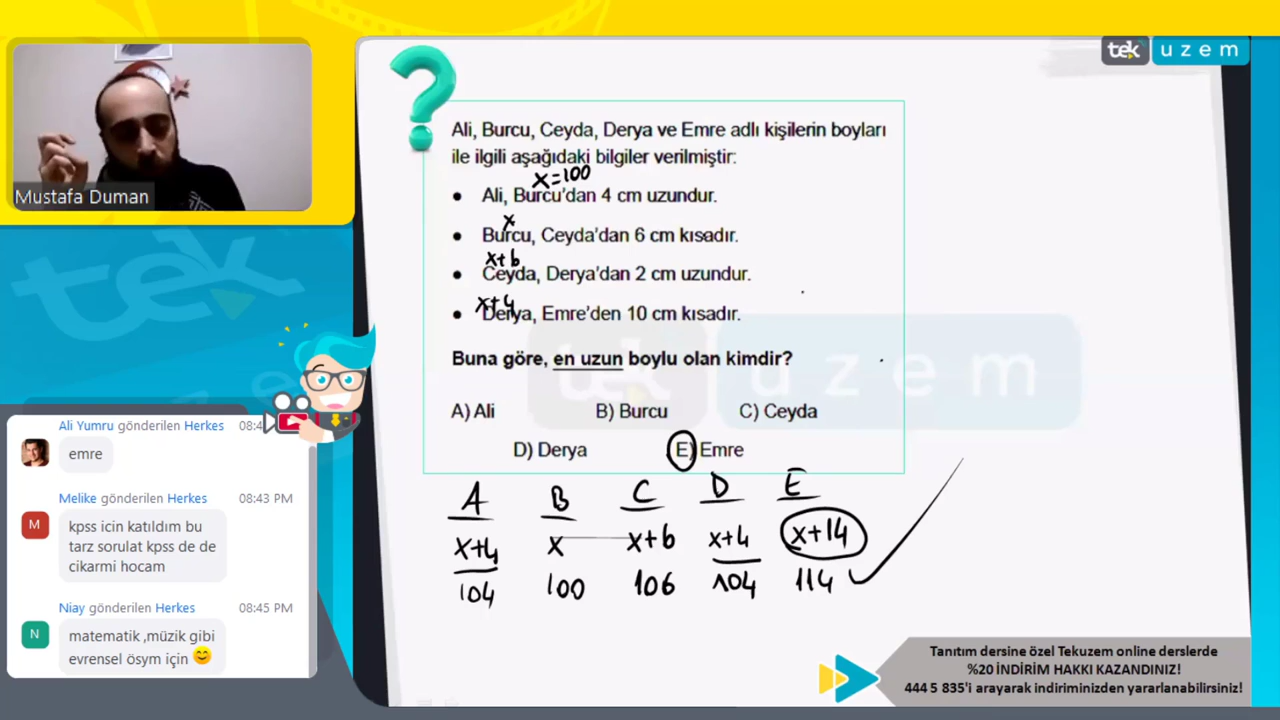 tek uzem
Mustafa Duman
Ali, Burcu, Ceyda, Derya ve Emre adlı kişilerin boyları
ile ilgili aşağıdaki bilgiler verilmiştir:
x=100
• Ali, Burcu'dan 4 cm uzundur.
x
• Burcu, Ceyda'dan 6 cm kısadır.
x+6
• Ceyda, Derya'dan 2 cm uzundur.
x+4
• Derya, Emre'den 10 cm kısadır.
Buna göre, en uzun boylu olan kimdir?
A) Ali B) Burcu C) Ceyda
D) Derya E) Emre
A B C D E
x+4 x x+6 x+4 x+14
104 100 106 104 114
tek uzem
tek
Ali Yumru gönderilen Herkes 08:4
emre
Melike gönderilen Herkes 08:43 PM
M
kpss icin katıldım bu
tarz sorulat kpss de de
cikarmi hocam
Niay gönderilen Herkes 08:45 PM
N
matematik ,müzik gibi
evrensel ösym için 😊
Tanıtım dersine özel Tekuzem online derslerde
%20 İNDİRİM HAKKI KAZANDINIZ!
444 5 835'i arayarak indiriminizden yararlanabilirsiniz!